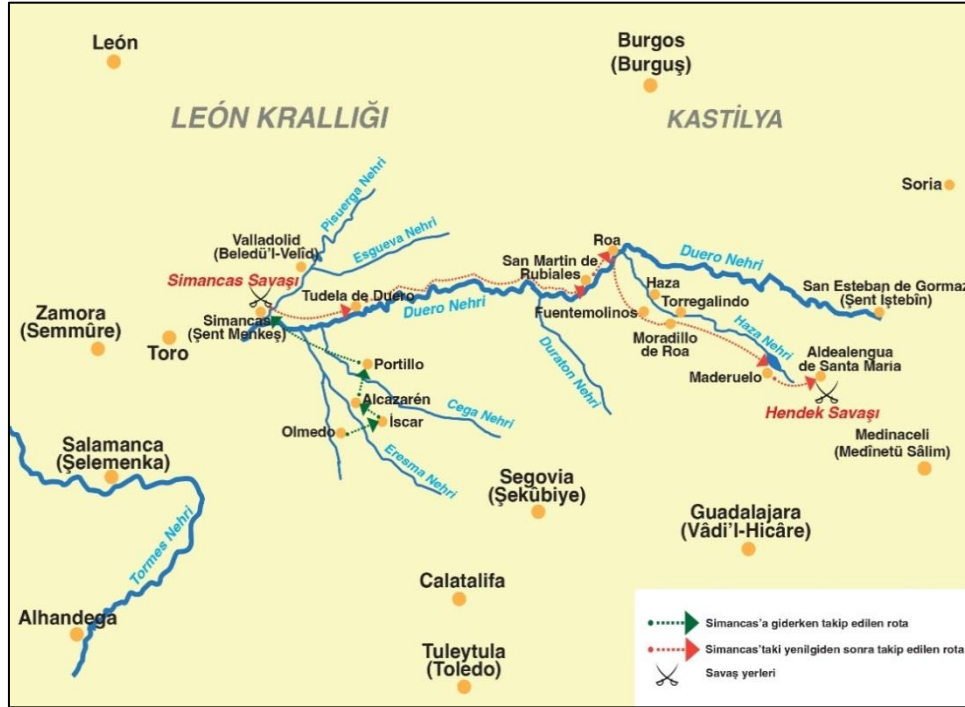 León
Burgos
(Burguş)
LEÓN KRALLIĞI
KASTİLYA
Soria
Pisuerga Nehri
Valladolid
(Beledü'l-Velîd)
Esgueva Nehri
Simancas Savaşı
Roa
San Martin de
Rubiales
Duero Nehri
Haza
San Esteban de Gormaz
(Şent İştebîn)
Tudela de Duero
Duero Nehri
Zamora
(Semmûre)
Toro
Simancas
(Şent Menkeş)
Fuentemolinos
Torregalindo
Moradillo
de Roa
Haza Nehri
Aldealengua
de Santa Maria
Portillo
Duraton Nehri
Maderuelo
Hendek Savaşı
Alcazarén
İscar
Cega Nehri
Olmedo
Eresma Nehri
Medinaceli
(Medînetü Sâlim)
Salamanca
(Şelemenka)
Segovia
(Şekûbiye)
Guadalajara
(Vâdi'l-Hicâre)
Tormes Nehri
Calatalifa
Alhandega
Tuleytula
(Toledo)
Simancas'a giderken takip edilen rota
Simancas'taki yenilgiden sonra takip edilen rota
Savaş yerleri